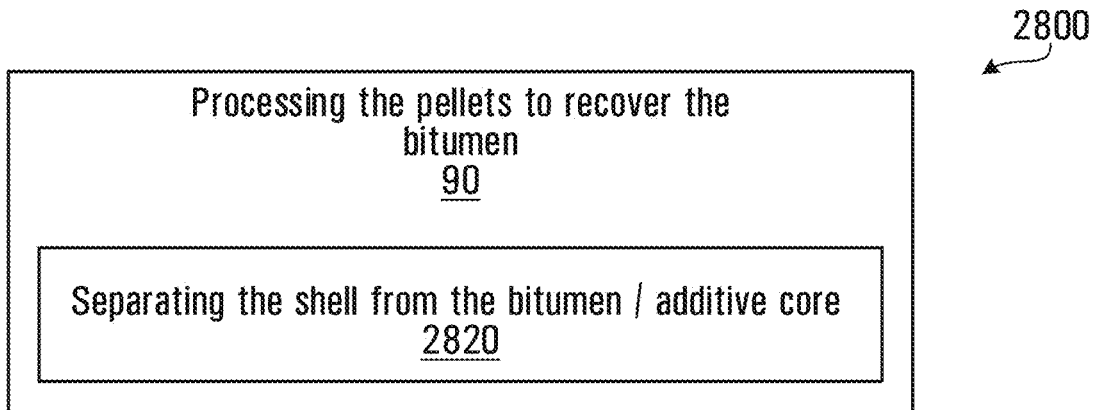 2800
Processing the pellets to recover the
bitumen
90
Separating the shell from the bitumen / additive core
2820